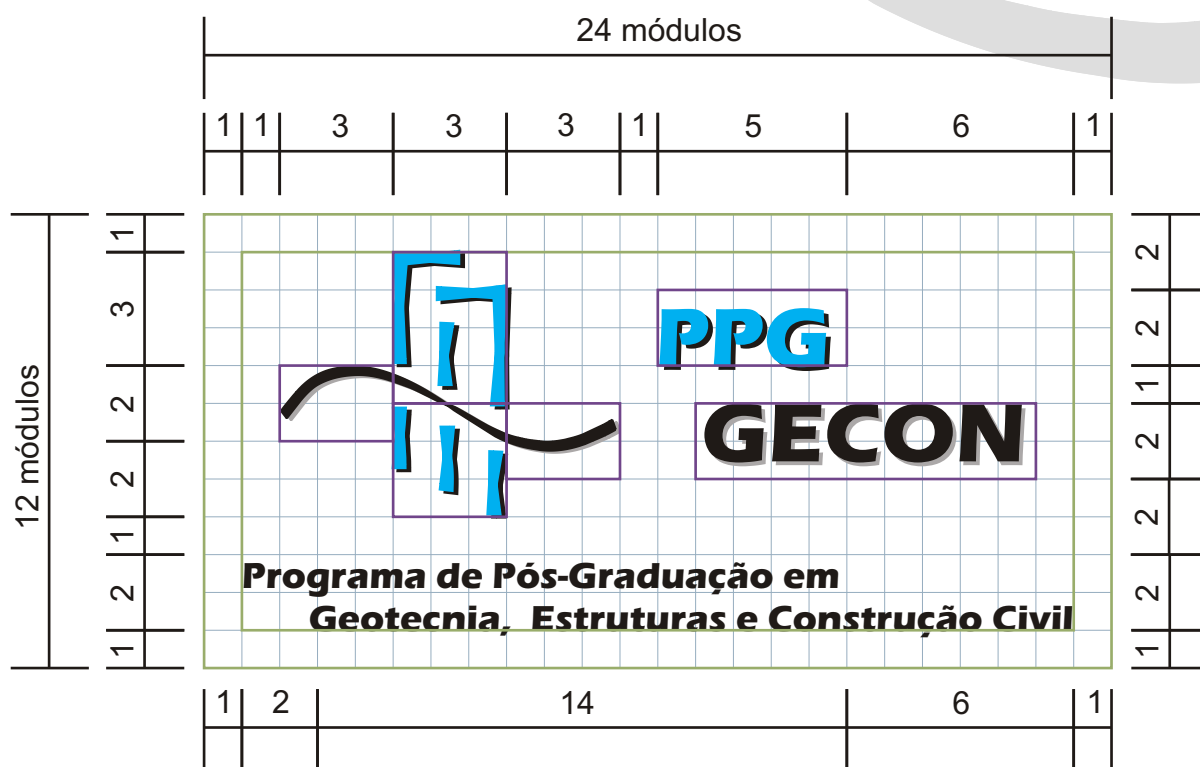 24 módulos
1 1 3 3 3 1 5 6 1
12 módulos
1
3
2
2
1
2
1
PPG
GECON
Programa de Pós-Graduação em
Geotecnia, Estruturas e Construção Civil
2
2
1
2
2
2
1
1 2 14 6 1